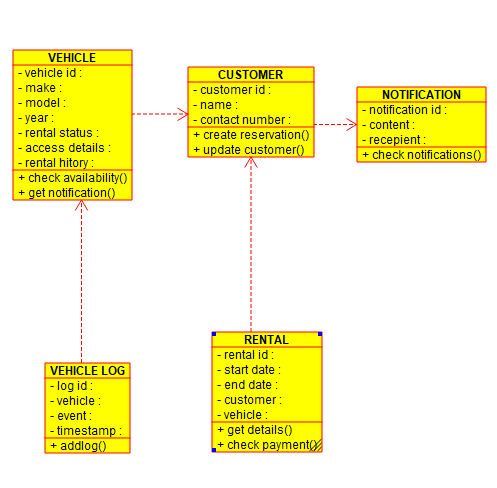 VEHICLE
- vehicle id :
- make :
- model :
- year :
- rental status :
- access details :
- rental hitory :
+ check availability()
+ get notification()
CUSTOMER
- customer id :
- name :
- contact number :
+ create reservation()
+ update customer()
NOTIFICATION
- notification id :
- content :
- recepient :
+ check notifications()
VEHICLE LOG
- log id :
- vehicle :
- event :
- timestamp :
+ addlog()
RENTAL
- rental id :
- start date :
- end date :
- customer :
- vehicle :
+ get details()
+ check payment()